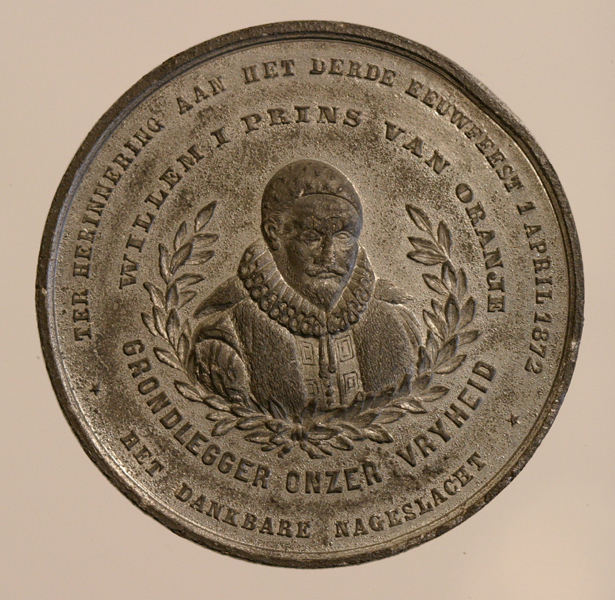 TER HERINNERING AAN HET DERDE EEUWFEEST 1 APRIL 1872
HET DANKBARE NAGESLACHT
WILLEM I PRINS VAN ORANJE
GRONDLEGGER ONZER VRYHEID